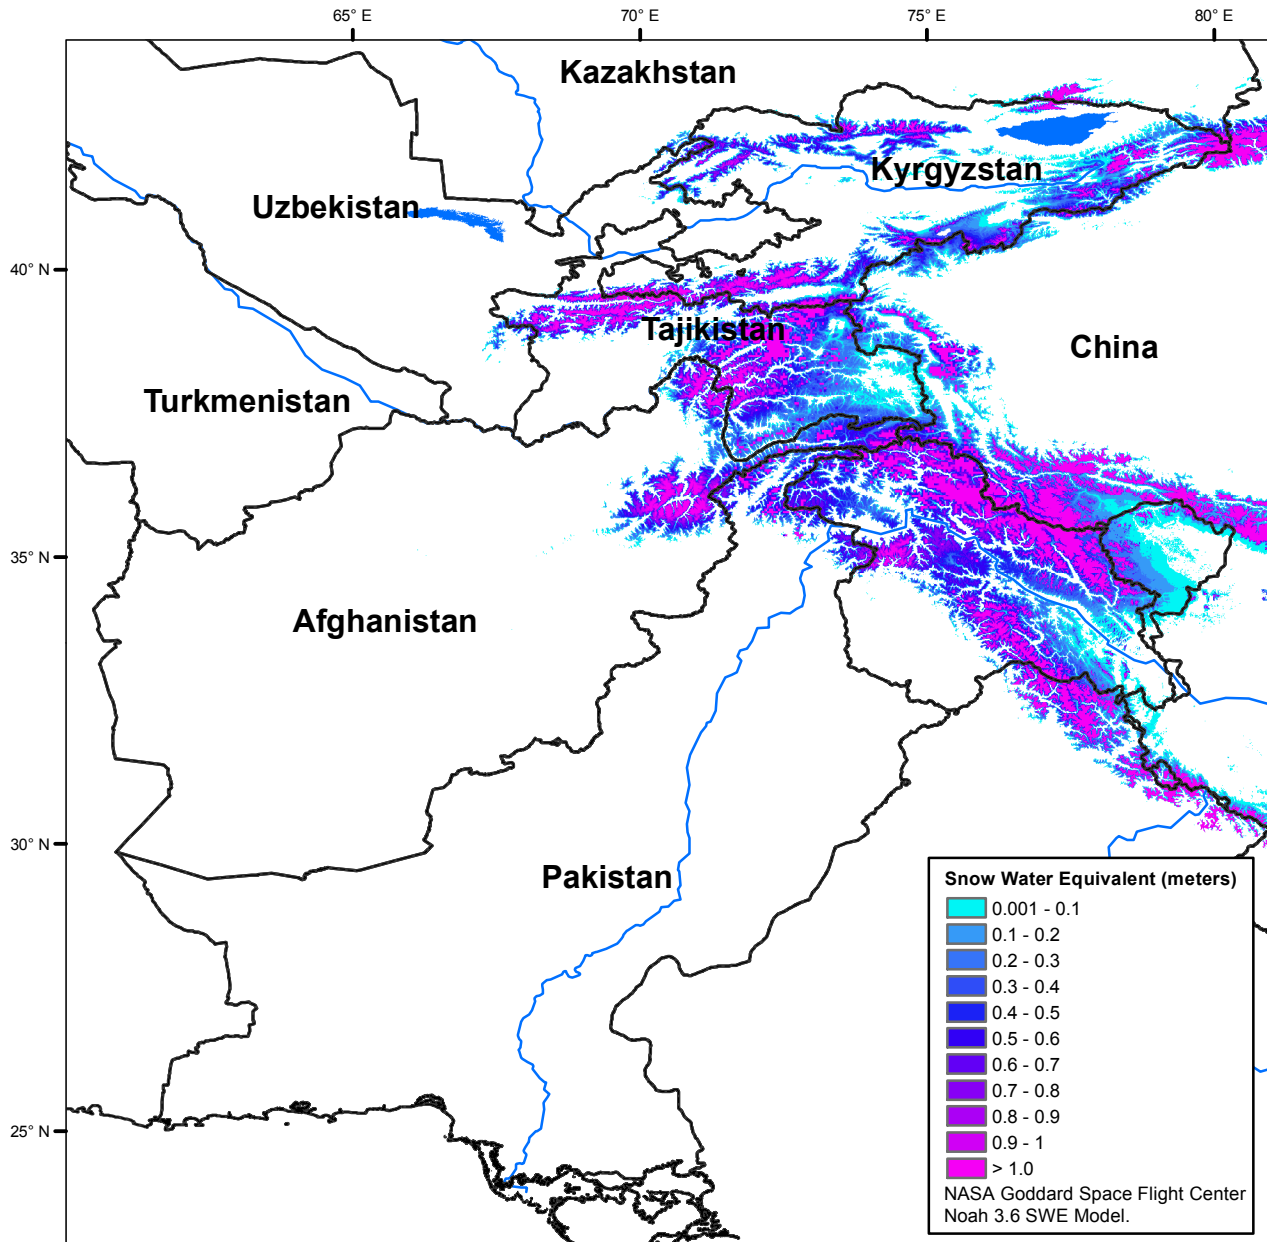 65° E
70° E
75° E
80° E
Kazakhstan
Kyrgyzstan
Uzbekistan
40° N
Tajikistan
China
Turkmenistan
35° N
Afghanistan
30° N
Pakistan
25° N
Snow Water Equivalent (meters)
0.001 - 0.1
0.1 - 0.2
0.2 - 0.3
0.3 - 0.4
0.4 - 0.5
0.5 - 0.6
0.6 - 0.7
0.7 - 0.8
0.8 - 0.9
0.9 - 1
> 1.0
NASA Goddard Space Flight Center
Noah 3.6 SWE Model.